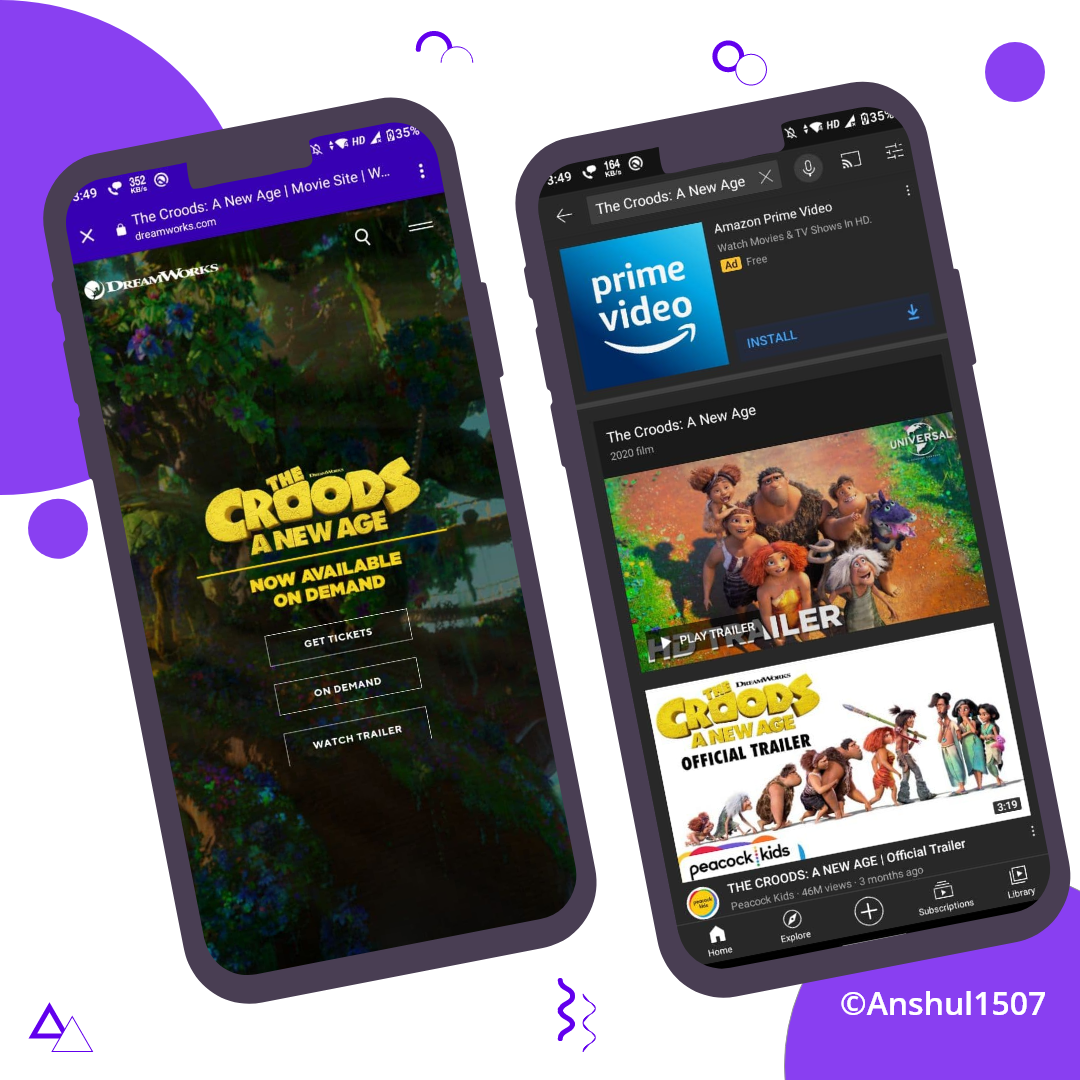 3:49 352 KB/s HD 35%
The Croods: A New Age | Movie Site | W...
dreamworks.com
DREAMWORKS
DREAMWORKS
THE
CROODS
A NEW AGE
NOW AVAILABLE
ON DEMAND
GET TICKETS
ON DEMAND
WATCH TRAILER
3:49 164 KB/s HD 35%
The Croods: A New Age
prime
video
Amazon Prime Video
Watch Movies & TV Shows In HD.
Ad Free
INSTALL
The Croods: A New Age
2020 film
UNIVERSAL
HD TRAILER
PLAY TRAILER
DREAMWORKS
THE
CROODS
A NEW AGE
OFFICIAL TRAILER
3:19
peacock kids
peacock kids
THE CROODS: A NEW AGE | Official Trailer
Peacock Kids · 46M views · 3 months ago
Home
Explore
Subscriptions
Library
©Anshul1507